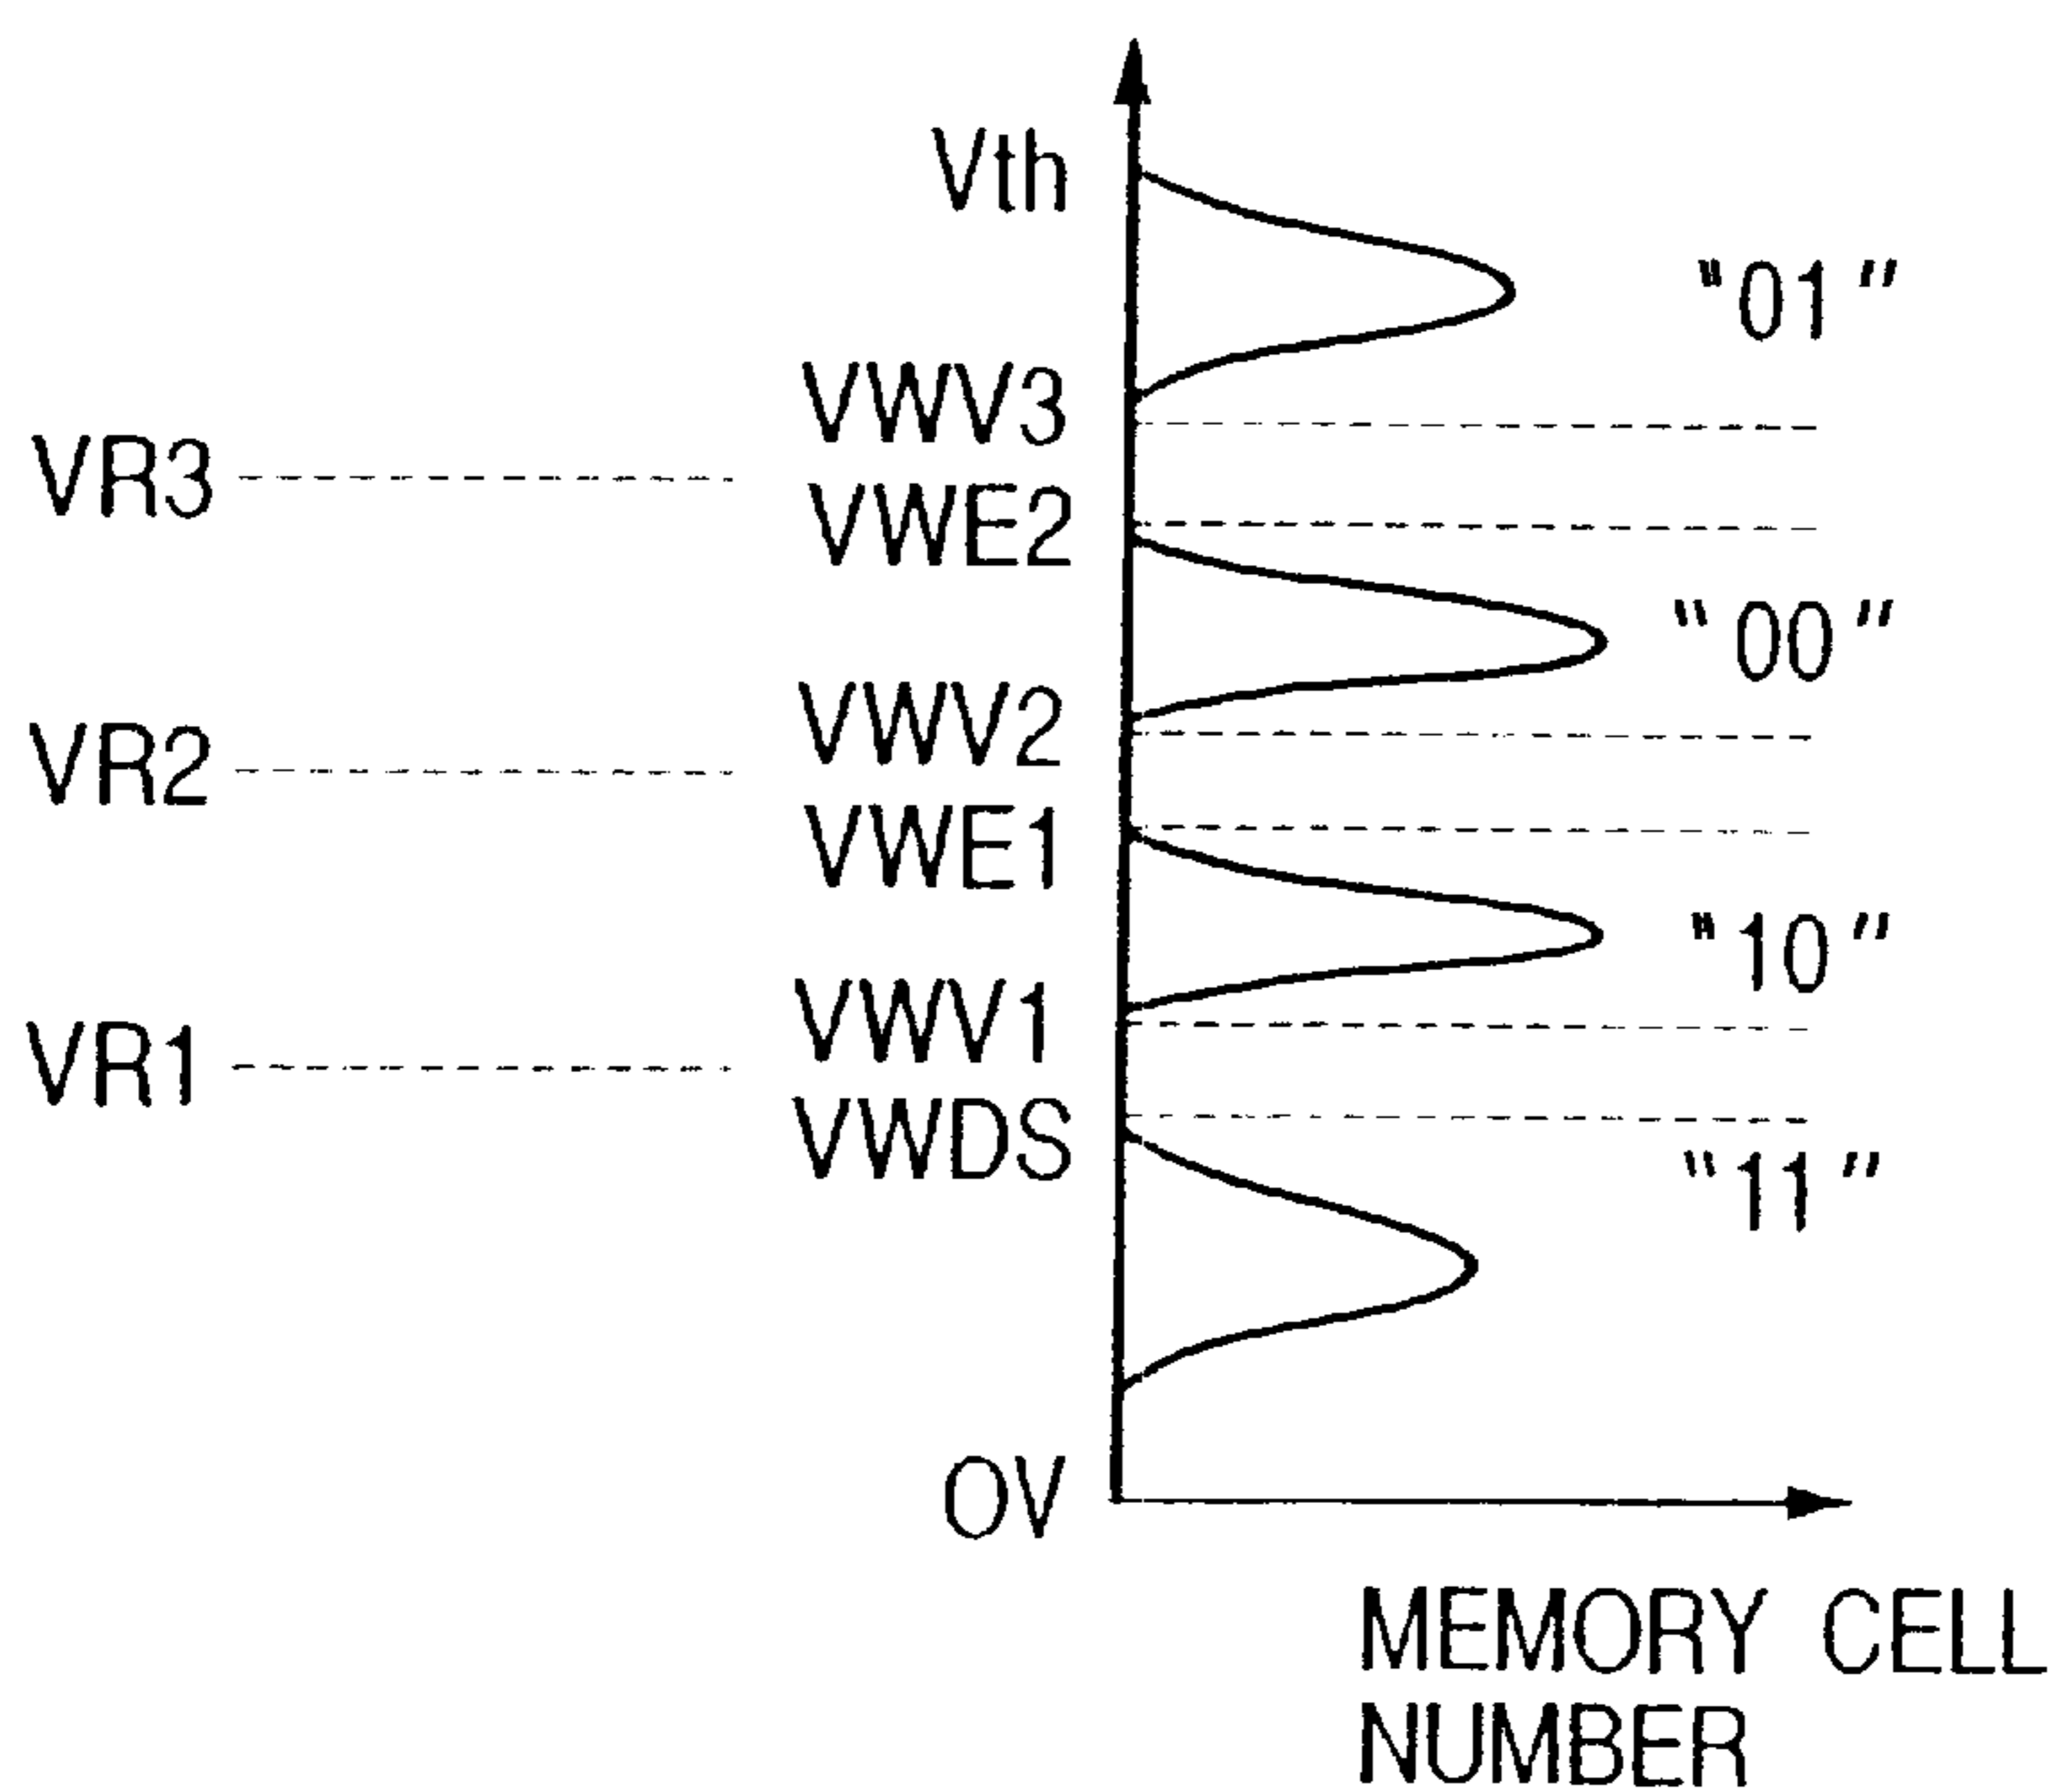 Vth
"01"
VWV3
VR3
VWE2
"00"
VWV2
VR2
VWE1
"10"
VWV1
VR1
VWDS
"11"
0V
MEMORY CELL
NUMBER